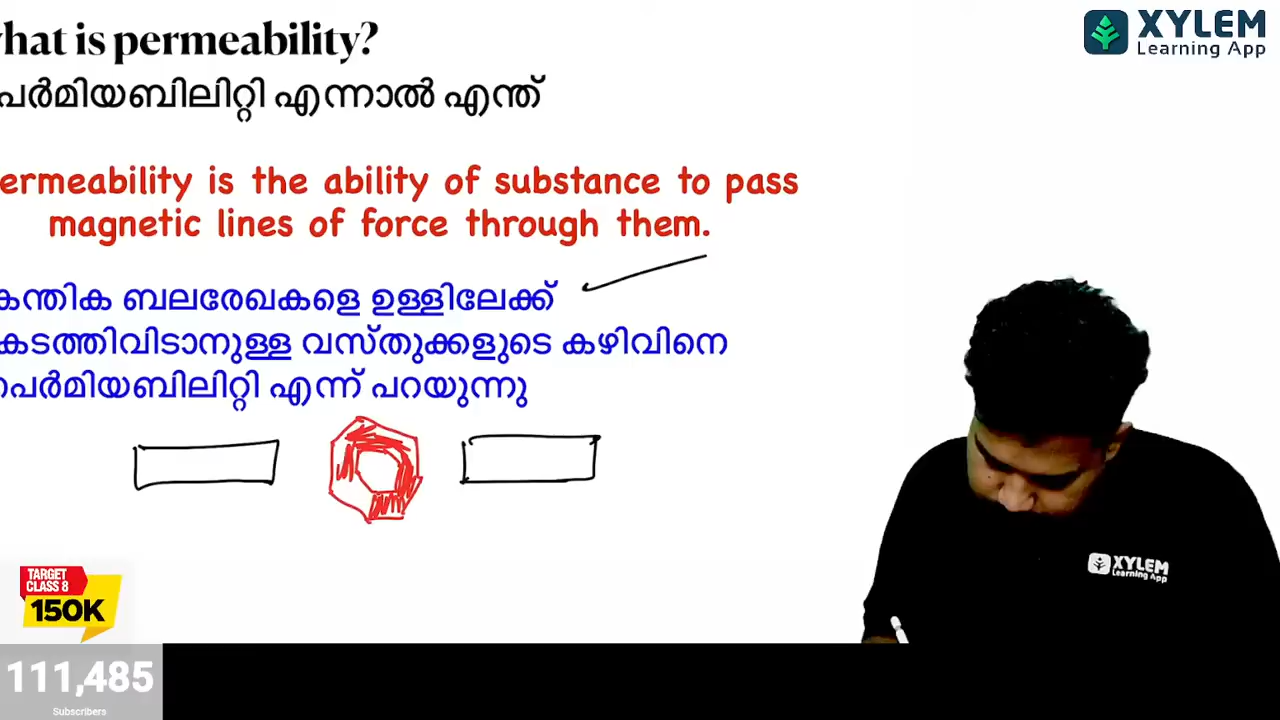 hat is permeability?
പെർമിയബിലിറ്റി എന്നാൽ എന്ത്
ermeability is the ability of substance to pass
magnetic lines of force through them.
കാന്തിക ബലരേഖകളെ ഉള്ളിലേക്ക്
കടത്തിവിടാനുള്ള വസ്തുക്കളുടെ കഴിവിനെ
പെർമിയബിലിറ്റി എന്ന് പറയുന്നു
XYLEM
Learning App
XYLEM
Learning App
TARGET
CLASS 8
150K
111,485
Subscribers